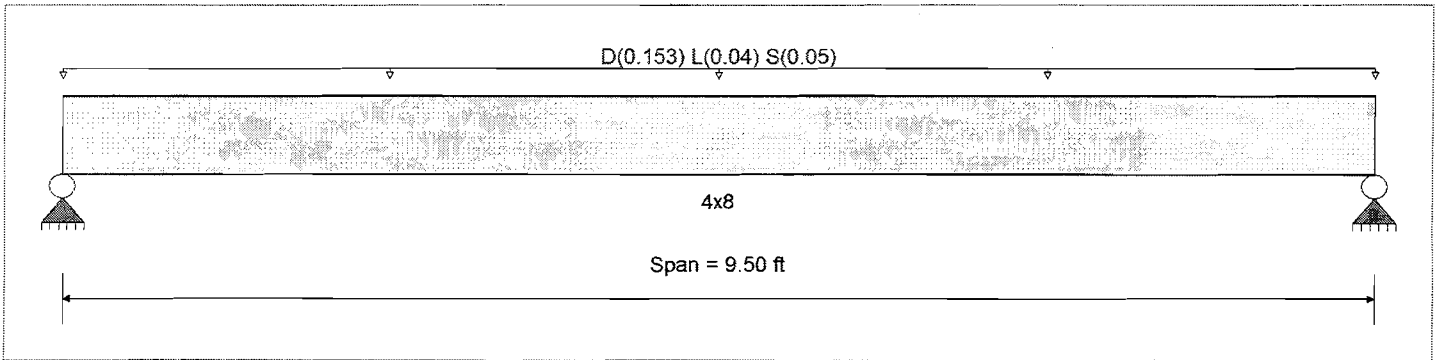 D(0.153) L(0.04) S(0.05)
4x8
Span = 9.50 ft